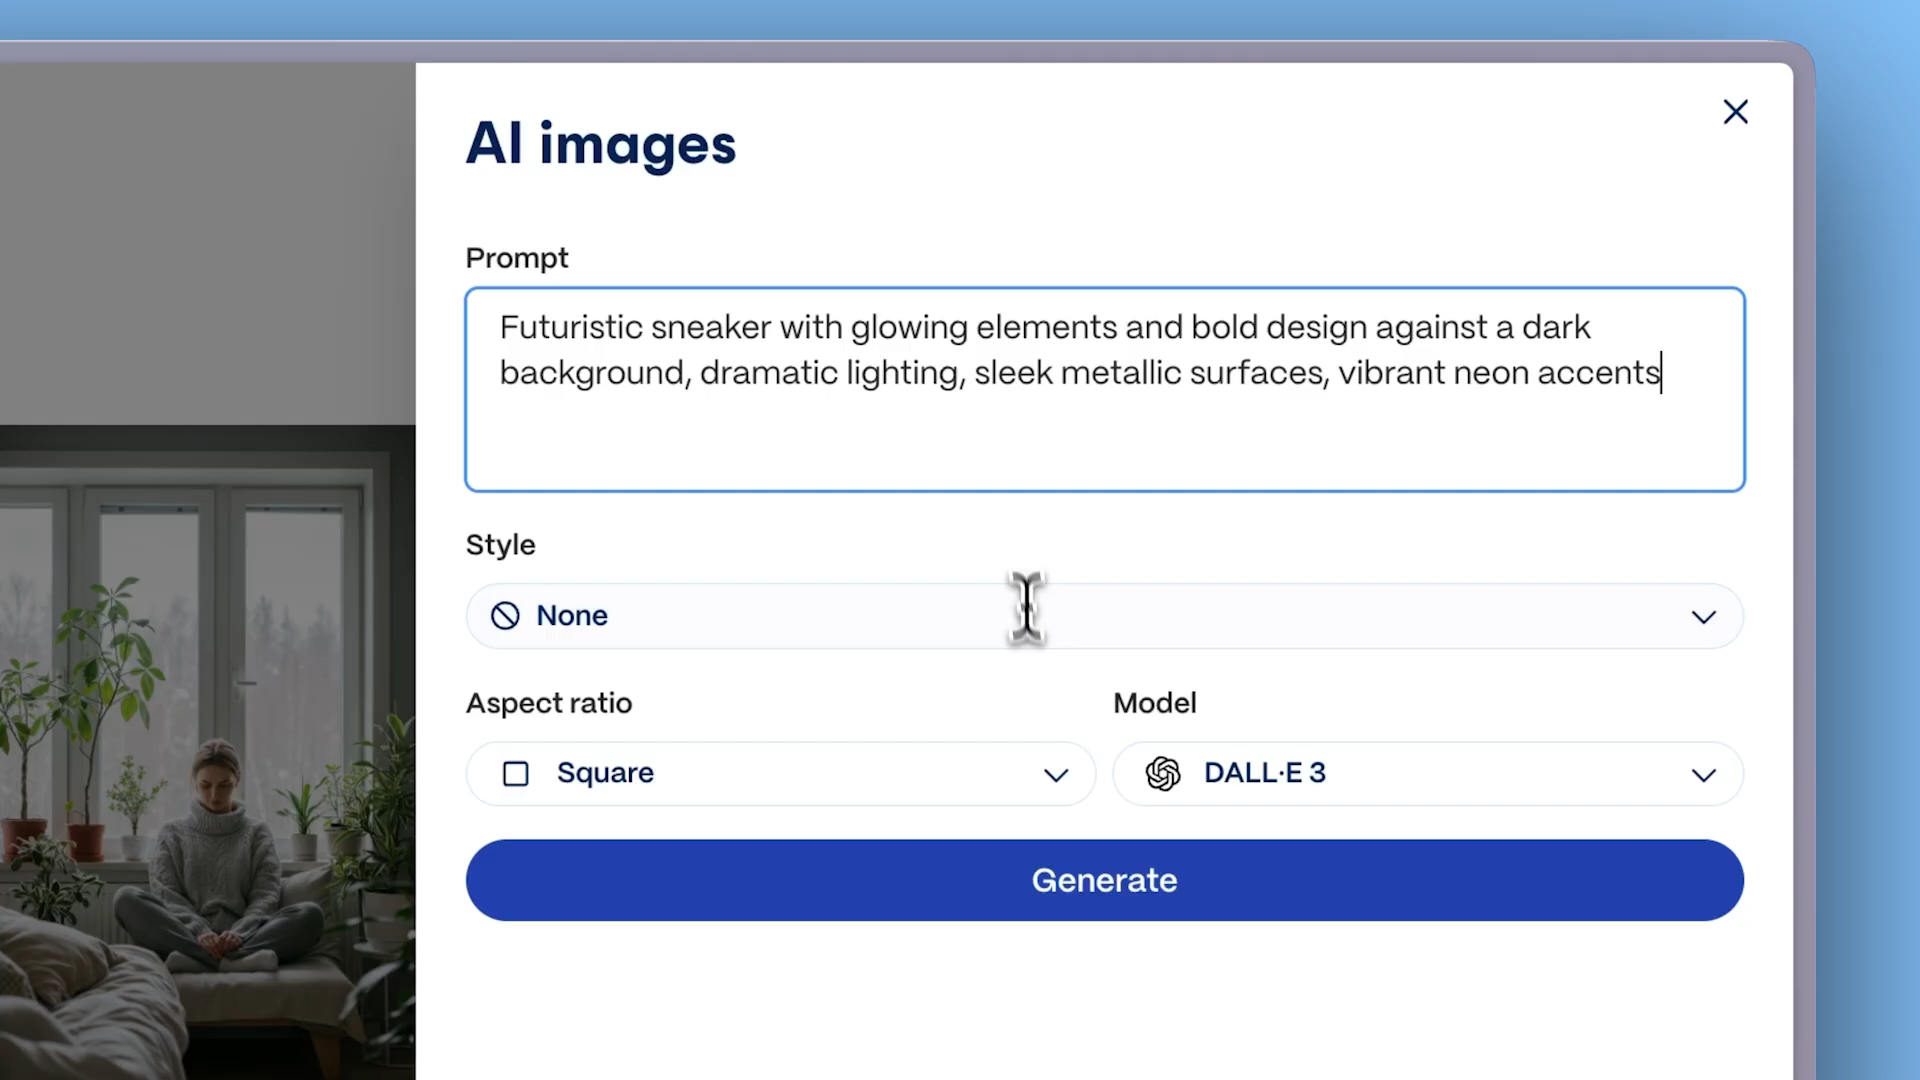 AI images
Prompt
Futuristic sneaker with glowing elements and bold design against a dark
background, dramatic lighting, sleek metallic surfaces, vibrant neon accents
Style
None
Aspect ratio
Model
Square
DALL·E 3
Generate